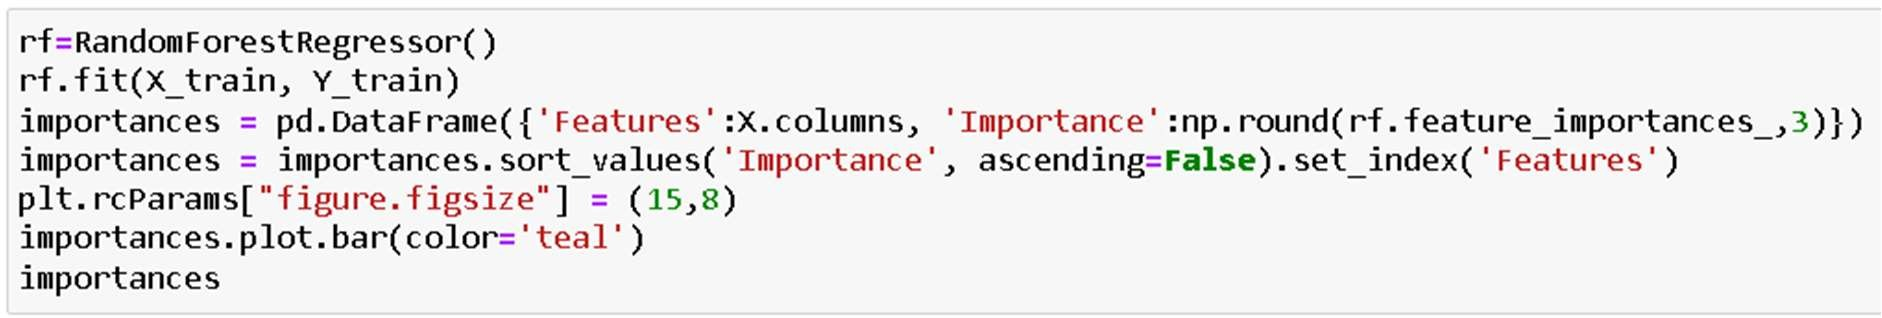 rf=RandomForestRegressor()
rf.fit(X_train, Y_train)
importances = pd.DataFrame({'Features':X.columns, 'Importance':np.round(rf.feature_importances_,3)})
importances = importances.sort_values('Importance', ascending=False).set_index('Features')
plt.rcParams["figure.figsize"] = (15,8)
importances.plot.bar(color='teal')
importances